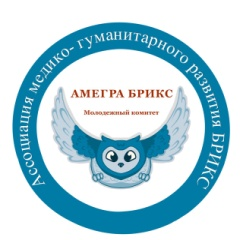 Ассоциация медико- гуманитарного развития БРИКС
АМЕГРА БРИКС
Молодежный комитет